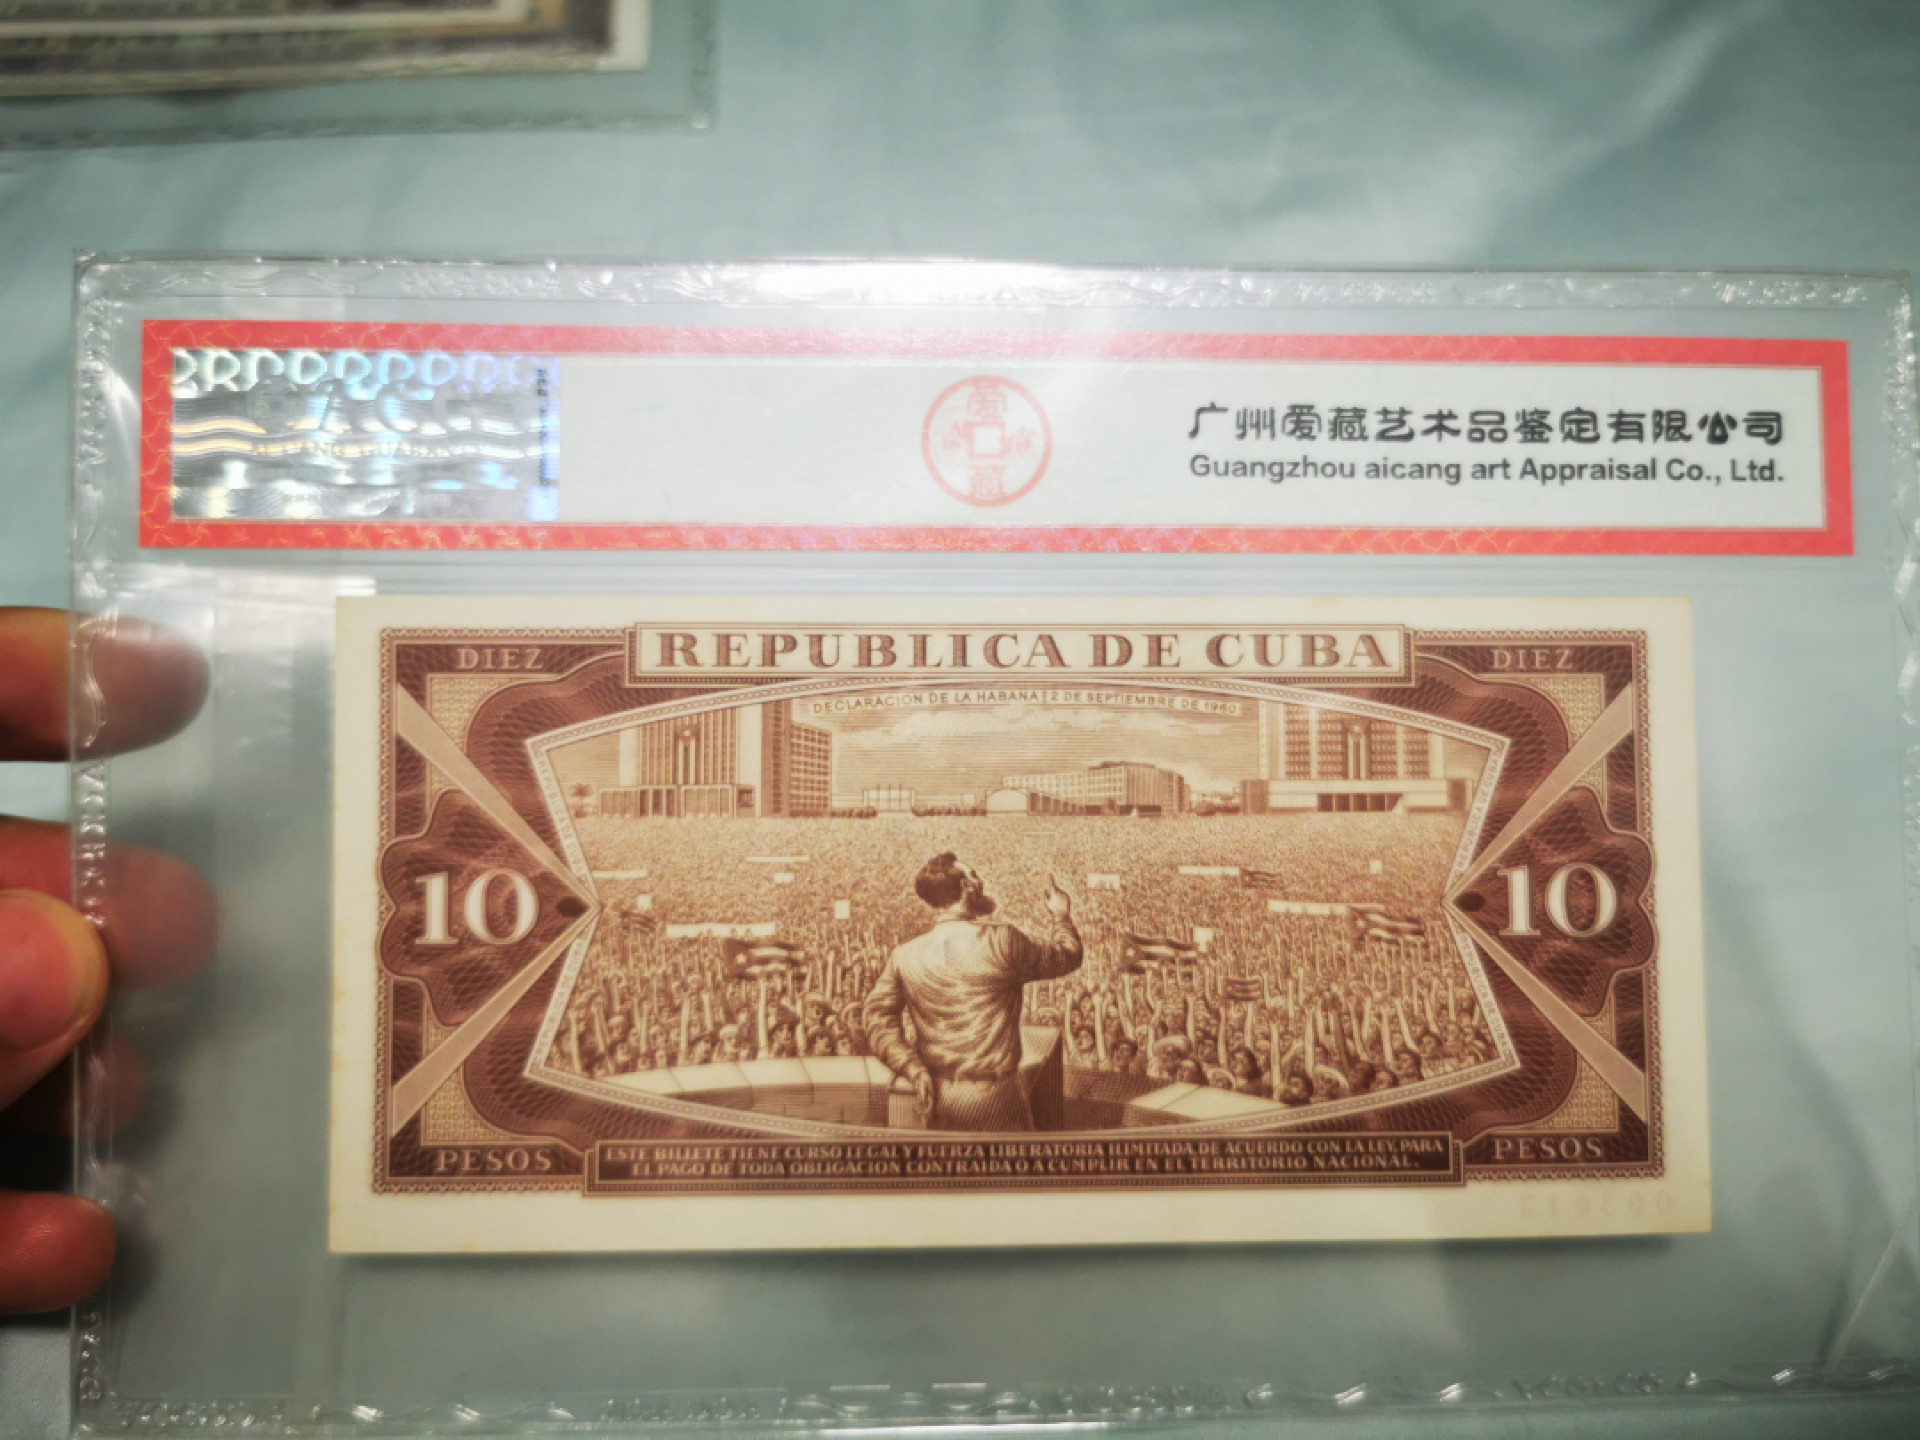 广州爱藏艺术品鉴定有限公司
Guangzhou aicang art Appraisal Co., Ltd.
爱
藏
REPUBLICA DE CUBA
DIEZ
DIEZ
DECLARACION DE LA HABANA 2 DE SEPTIEMBRE DE 1960
10
10
PESOS
PESOS
ESTE BILLETE TIENE CURSO LEGAL Y FUERZA LIBERATORIA ILIMITADA, DE ACUERDO CON LA LEY, PARA
EL PAGO DE TODA OBLIGACION CONTRAIDA O A CUMPLIR EN EL TERRITORIO NACIONAL.